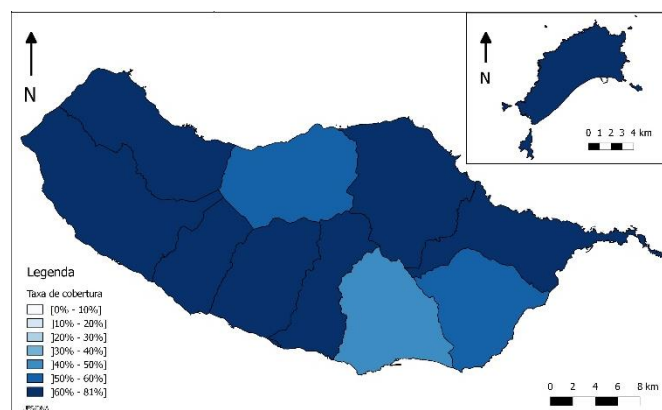 N
N
0 1 2 3 4 km
Legenda
Taxa de cobertura
[0% - 10%]
]10% - 20%]
]20% - 30%]
]30% - 40%]
]40% - 50%]
]50% - 60%]
]60% - 81%]
0 2 4 6 8 km